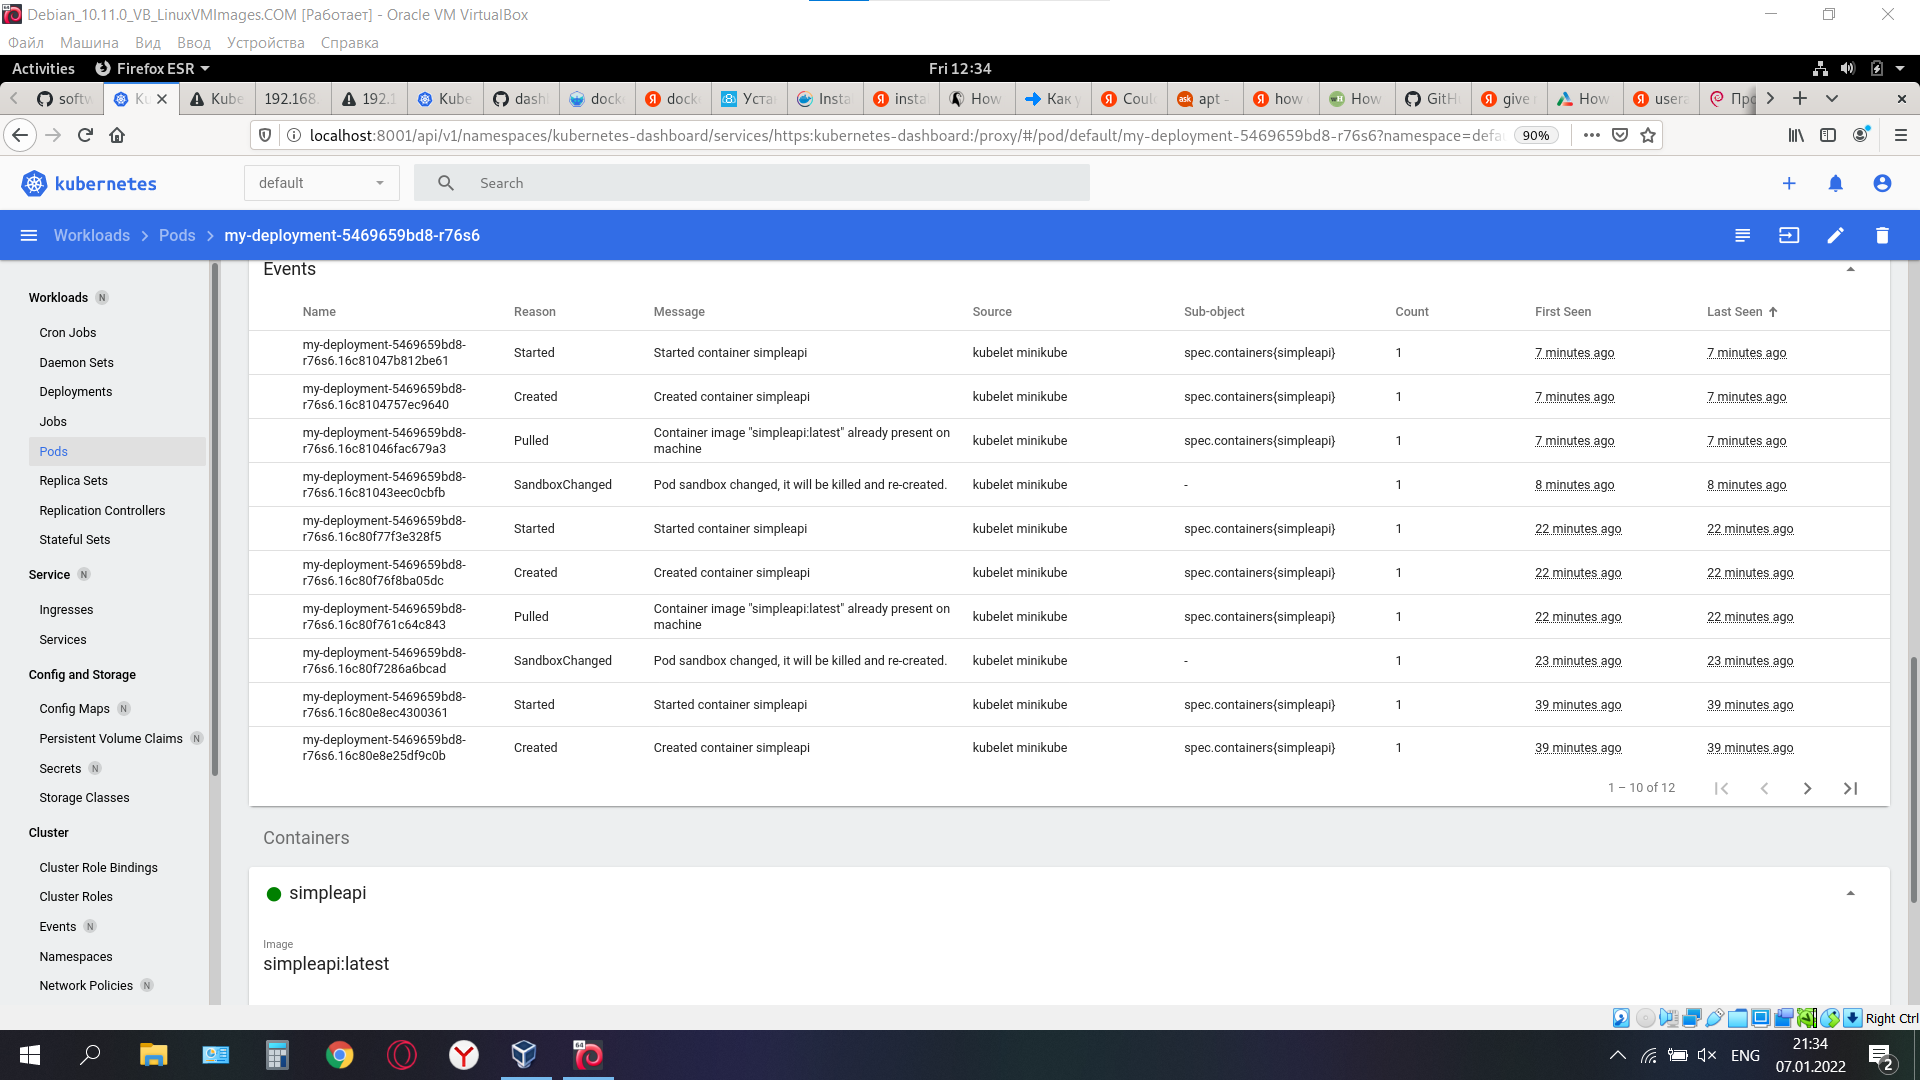 Debian_10.11.0_VB_LinuxVMImages.COM [Работает] - Oracle VM VirtualBox
Файл Машина Вид Ввод Устройства Справка
Activities Firefox ESR Fri 12:34
softw Ku Kube 192.168. 192.1 Kube dash dock dock Уста Insta instal How Как у Coul apt - how How GitH give How usera Про
localhost:8001/api/v1/namespaces/kubernetes-dashboard/services/https:kubernetes-dashboard:/proxy/#/pod/default/my-deployment-5469659bd8-r76s6?namespace=defau 90%
kubernetes default Search
Workloads Pods my-deployment-5469659bd8-r76s6
Workloads N
Cron Jobs
Daemon Sets
Deployments
Jobs
Pods
Replica Sets
Replication Controllers
Stateful Sets
Service N
Ingresses
Services
Config and Storage
Config Maps N
Persistent Volume Claims N
Secrets N
Storage Classes
Cluster
Cluster Role Bindings
Cluster Roles
Events N
Namespaces
Network Policies N
Events
Name Reason Message Source Sub-object Count First Seen Last Seen
my-deployment-5469659bd8-
r76s6.16c81047b812be61 Started Started container simpleapi kubelet minikube spec.containers{simpleapi} 1 7 minutes ago 7 minutes ago
my-deployment-5469659bd8-
r76s6.16c8104757ec9640 Created Created container simpleapi kubelet minikube spec.containers{simpleapi} 1 7 minutes ago 7 minutes ago
my-deployment-5469659bd8-
r76s6.16c81046fac679a3 Pulled Container image "simpleapi:latest" already present on machine kubelet minikube spec.containers{simpleapi} 1 7 minutes ago 7 minutes ago
my-deployment-5469659bd8-
r76s6.16c81043eec0cbfb SandboxChanged Pod sandbox changed, it will be killed and re-created. kubelet minikube - 1 8 minutes ago 8 minutes ago
my-deployment-5469659bd8-
r76s6.16c80f77f3e328f5 Started Started container simpleapi kubelet minikube spec.containers{simpleapi} 1 22 minutes ago 22 minutes ago
my-deployment-5469659bd8-
r76s6.16c80f76f8ba05dc Created Created container simpleapi kubelet minikube spec.containers{simpleapi} 1 22 minutes ago 22 minutes ago
my-deployment-5469659bd8-
r76s6.16c80f761c64c843 Pulled Container image "simpleapi:latest" already present on machine kubelet minikube spec.containers{simpleapi} 1 22 minutes ago 22 minutes ago
my-deployment-5469659bd8-
r76s6.16c80f7286a6bcad SandboxChanged Pod sandbox changed, it will be killed and re-created. kubelet minikube - 1 23 minutes ago 23 minutes ago
my-deployment-5469659bd8-
r76s6.16c80e8ec4300361 Started Started container simpleapi kubelet minikube spec.containers{simpleapi} 1 39 minutes ago 39 minutes ago
my-deployment-5469659bd8-
r76s6.16c80e8e25df9c0b Created Created container simpleapi kubelet minikube spec.containers{simpleapi} 1 39 minutes ago 39 minutes ago
1 – 10 of 12
Containers
simpleapi
Image
simpleapi:latest
Right Ctrl
ENG 21:34
07.01.2022
2